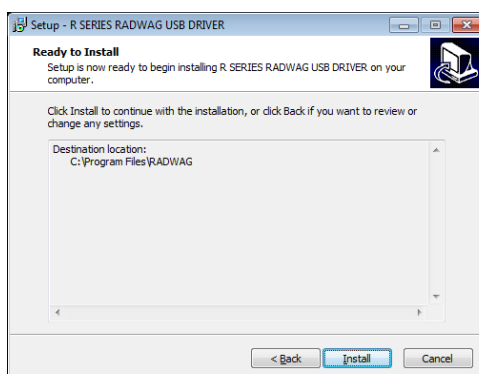 Setup - R SERIES RADWAG USB DRIVER
Ready to Install
Setup is now ready to begin installing R SERIES RADWAG USB DRIVER on your
computer.
Click Install to continue with the installation, or click Back if you want to review or
change any settings.
Destination location:
C:\Program Files\RADWAG
< Back
Install
Cancel